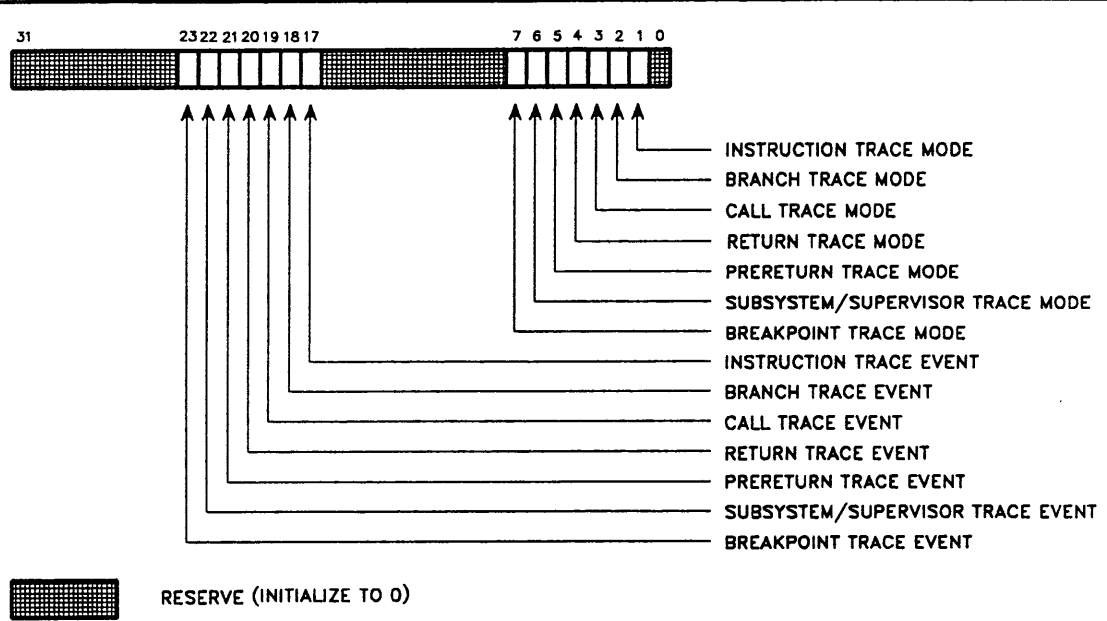 31 23 22 21 20 19 18 17 7 6 5 4 3 2 1 0
INSTRUCTION TRACE MODE
BRANCH TRACE MODE
CALL TRACE MODE
RETURN TRACE MODE
PRERETURN TRACE MODE
SUBSYSTEM/SUPERVISOR TRACE MODE
BREAKPOINT TRACE MODE
INSTRUCTION TRACE EVENT
BRANCH TRACE EVENT
CALL TRACE EVENT
RETURN TRACE EVENT
PRERETURN TRACE EVENT
SUBSYSTEM/SUPERVISOR TRACE EVENT
BREAKPOINT TRACE EVENT
RESERVE (INITIALIZE TO 0)